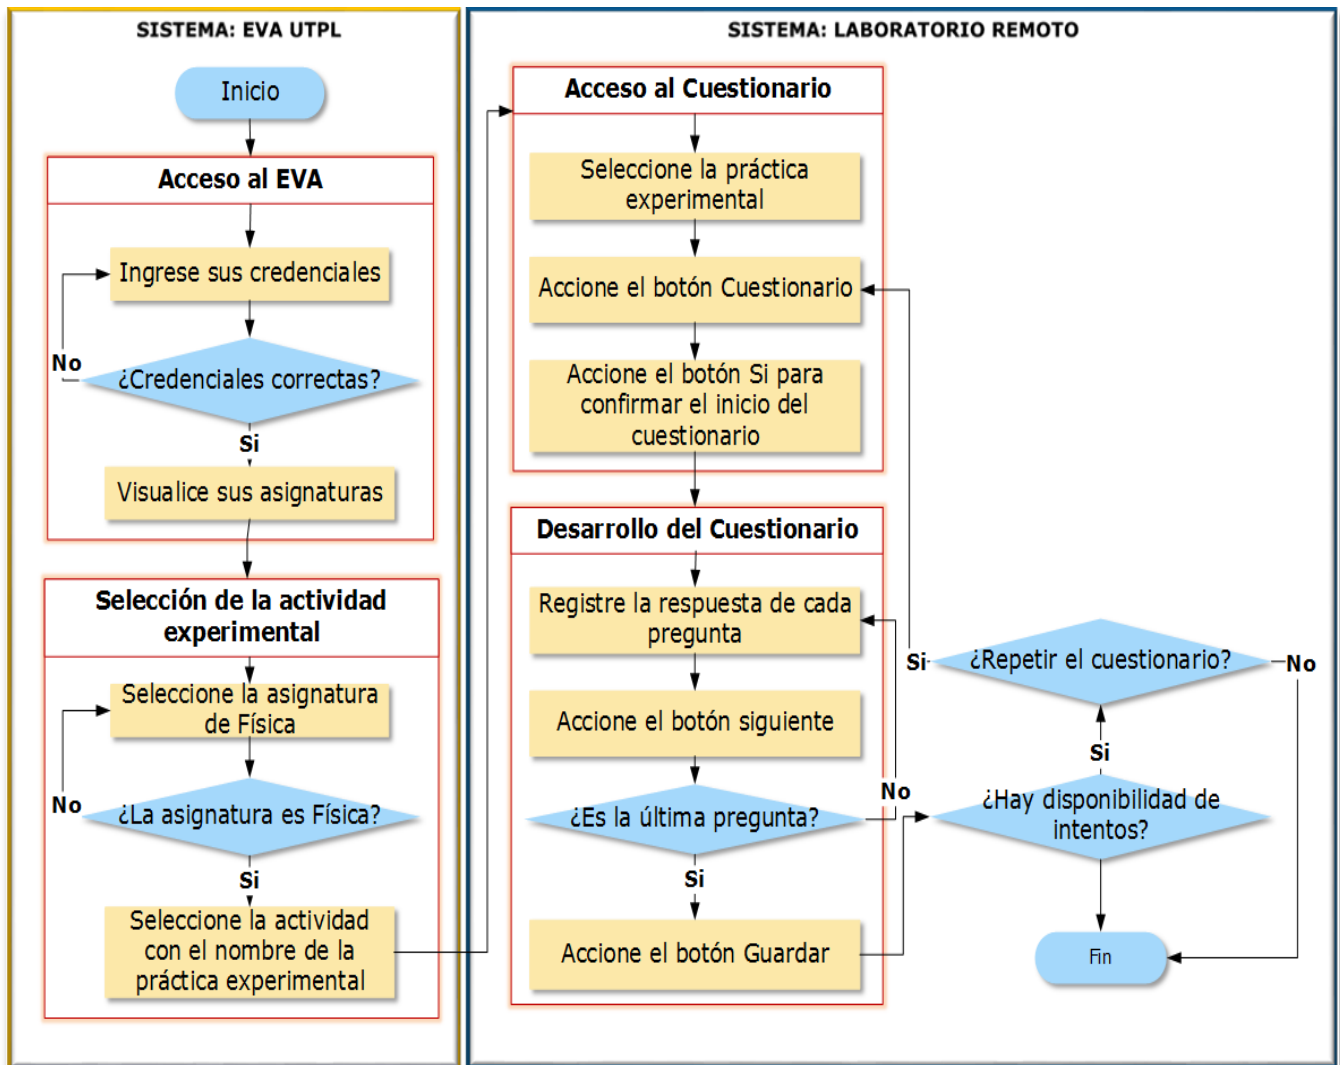 SISTEMA: EVA UTPL
Inicio
Acceso al EVA
Ingrese sus credenciales
No
¿Credenciales correctas?
Si
Visualice sus asignaturas
Selección de la actividad
experimental
Seleccione la asignatura
de Física
No
¿La asignatura es Física?
Si
Seleccione la actividad
con el nombre de la
práctica experimental
SISTEMA: LABORATORIO REMOTO
Acceso al Cuestionario
Seleccione la práctica
experimental
Accione el botón Cuestionario
Accione el botón Si para
confirmar el inicio del
cuestionario
Desarrollo del Cuestionario
Registre la respuesta de cada
pregunta
Accione el botón siguiente
¿Es la última pregunta?
No
Si
Accione el botón Guardar
Si
¿Repetir el cuestionario?
No
Si
¿Hay disponibilidad de
intentos?
Fin